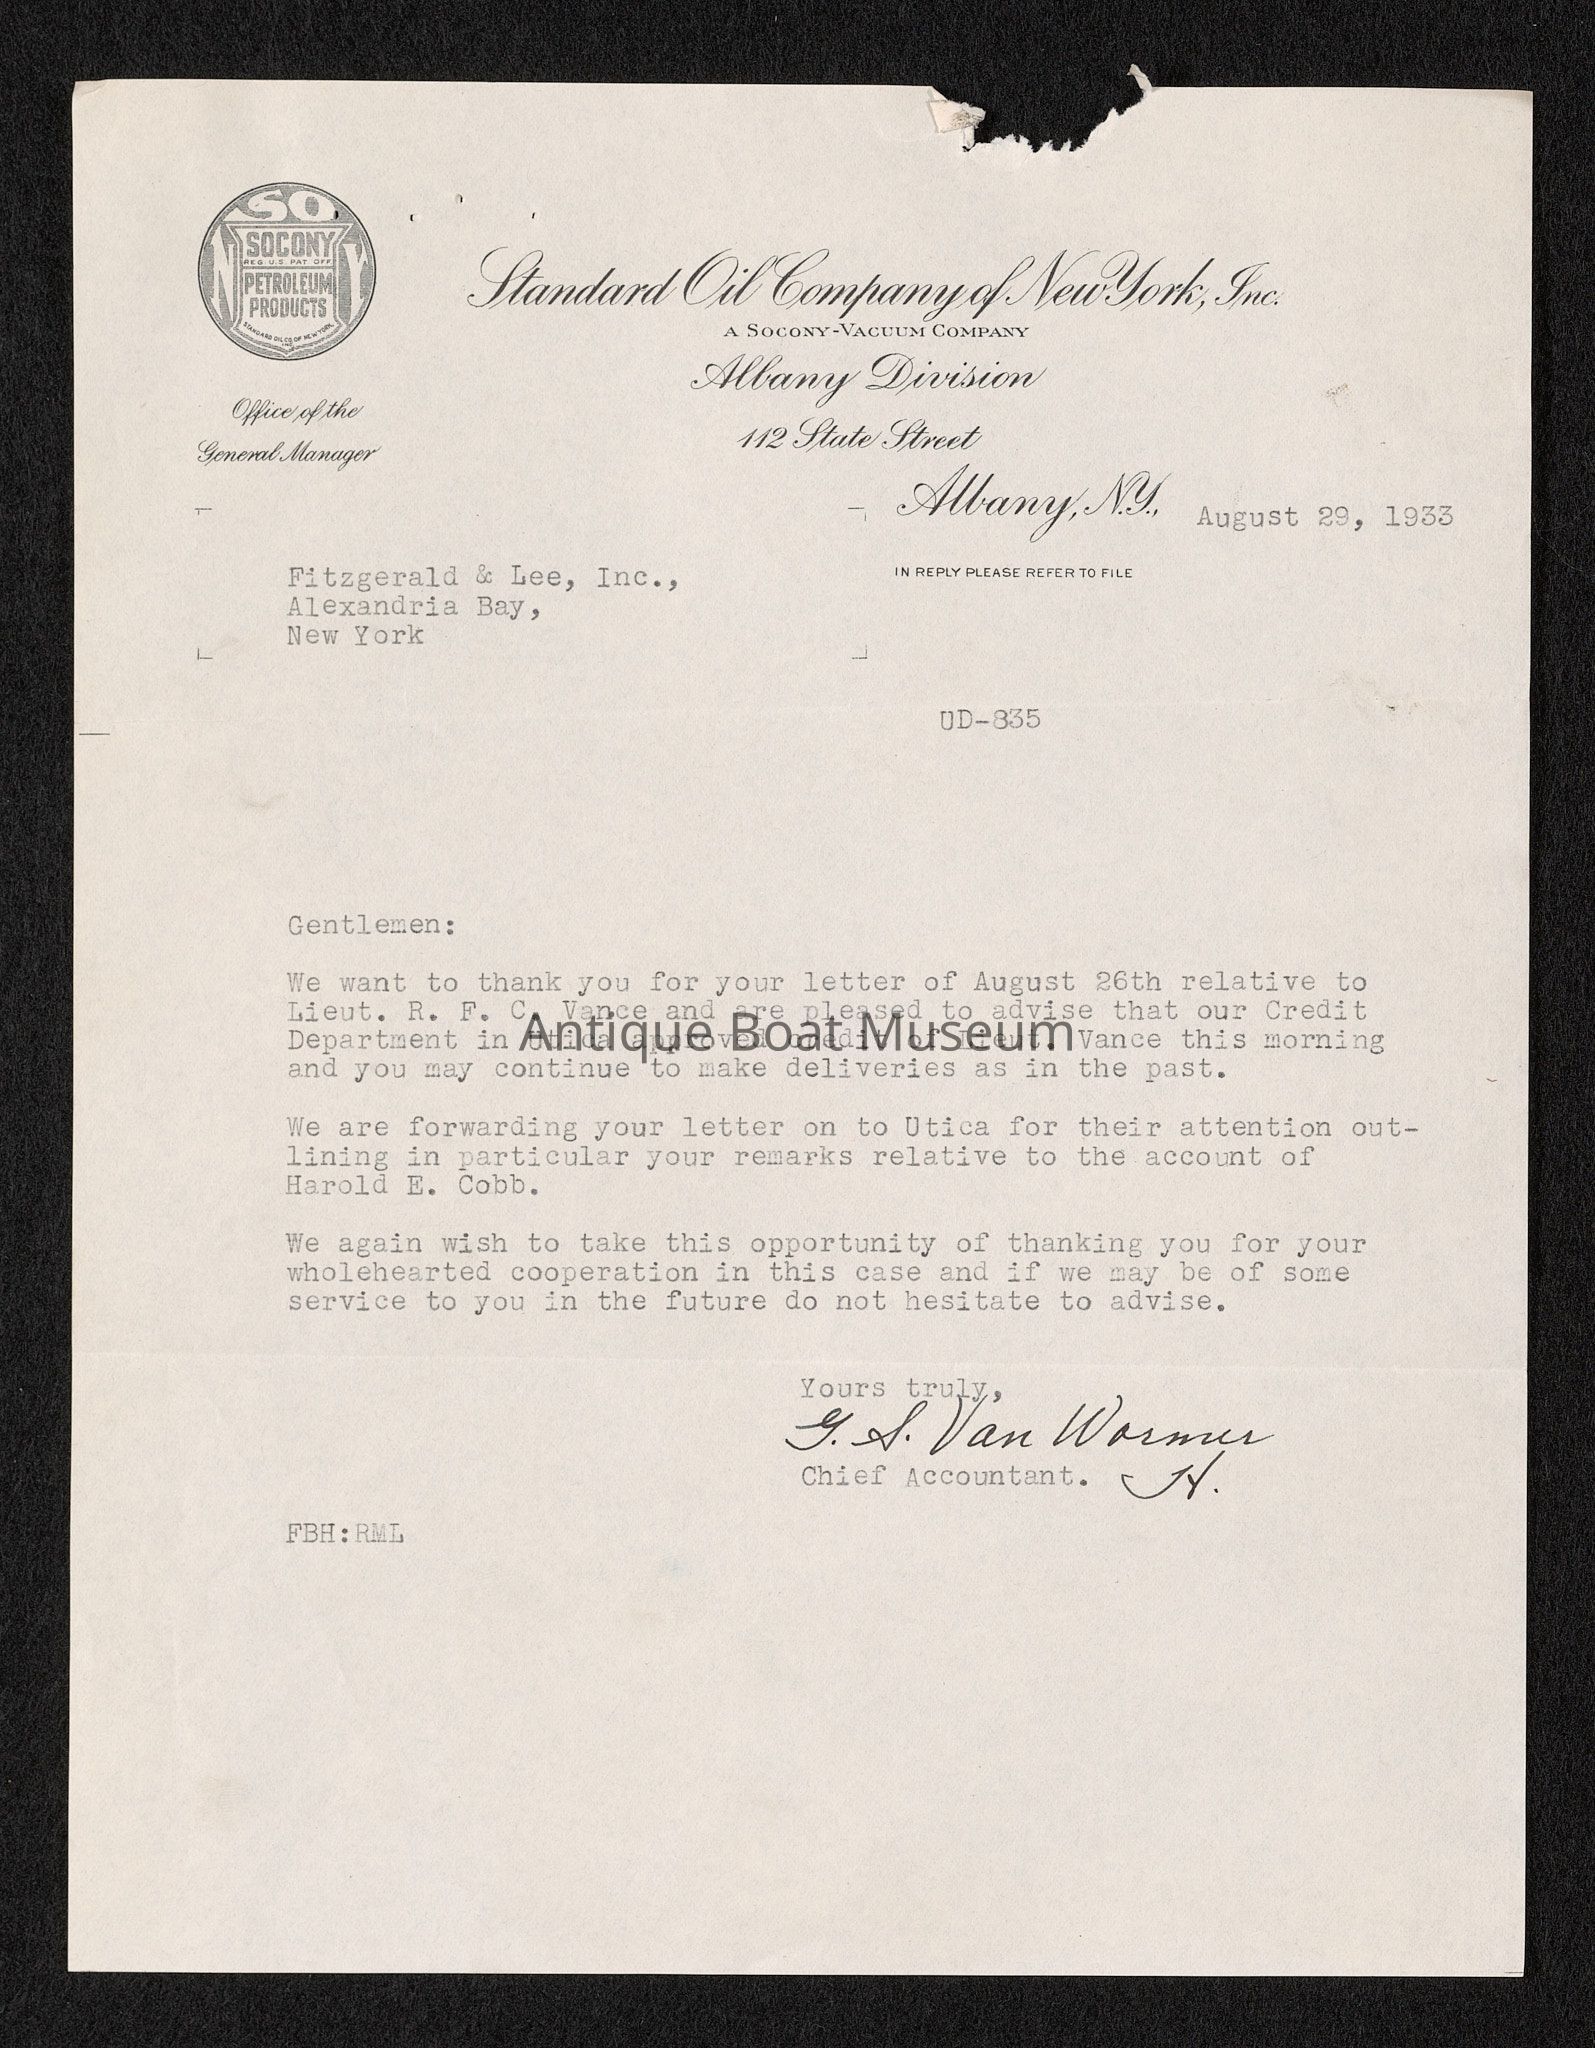 SO
N Y
SOCONY
REG. U.S. PAT. OFF.
PETROLEUM
PRODUCTS
STANDARD OIL CO. OF NEW YORK,
INC.
Standard Oil Company of New York, Inc.
A SOCONY-VACUUM COMPANY
Albany Division
112 State Street
Office of the
General Manager
Albany, N.Y., August 29, 1933
IN REPLY PLEASE REFER TO FILE
Fitzgerald & Lee, Inc.,
Alexandria Bay,
New York
UD-835
Gentlemen:
We want to thank you for your letter of August 26th relative to
Lieut. R. F. C. Vance and are pleased to advise that our Credit
Department in Utica approved credit of Lieut. Vance this morning
and you may continue to make deliveries as in the past.
Antique Boat Museum
We are forwarding your letter on to Utica for their attention out-
lining in particular your remarks relative to the account of
Harold E. Cobb.
We again wish to take this opportunity of thanking you for your
wholehearted cooperation in this case and if we may be of some
service to you in the future do not hesitate to advise.
Yours truly,
G. S. Van Wormer
Chief Accountant. H.
FBH:RML